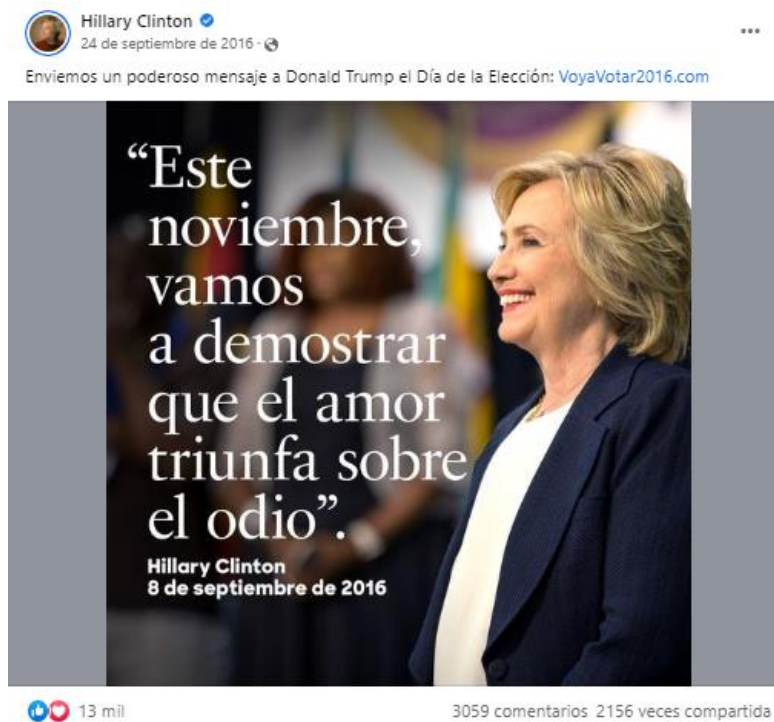 Hillary Clinton
24 de septiembre de 2016 ·
Enviemos un poderoso mensaje a Donald Trump el Día de la Elección: VoyaVotar2016.com
“Este
noviembre,
vamos
a demostrar
que el amor
triunfa sobre
el odio”.
Hillary Clinton
8 de septiembre de 2016
13 mil
3059 comentarios 2156 veces compartida